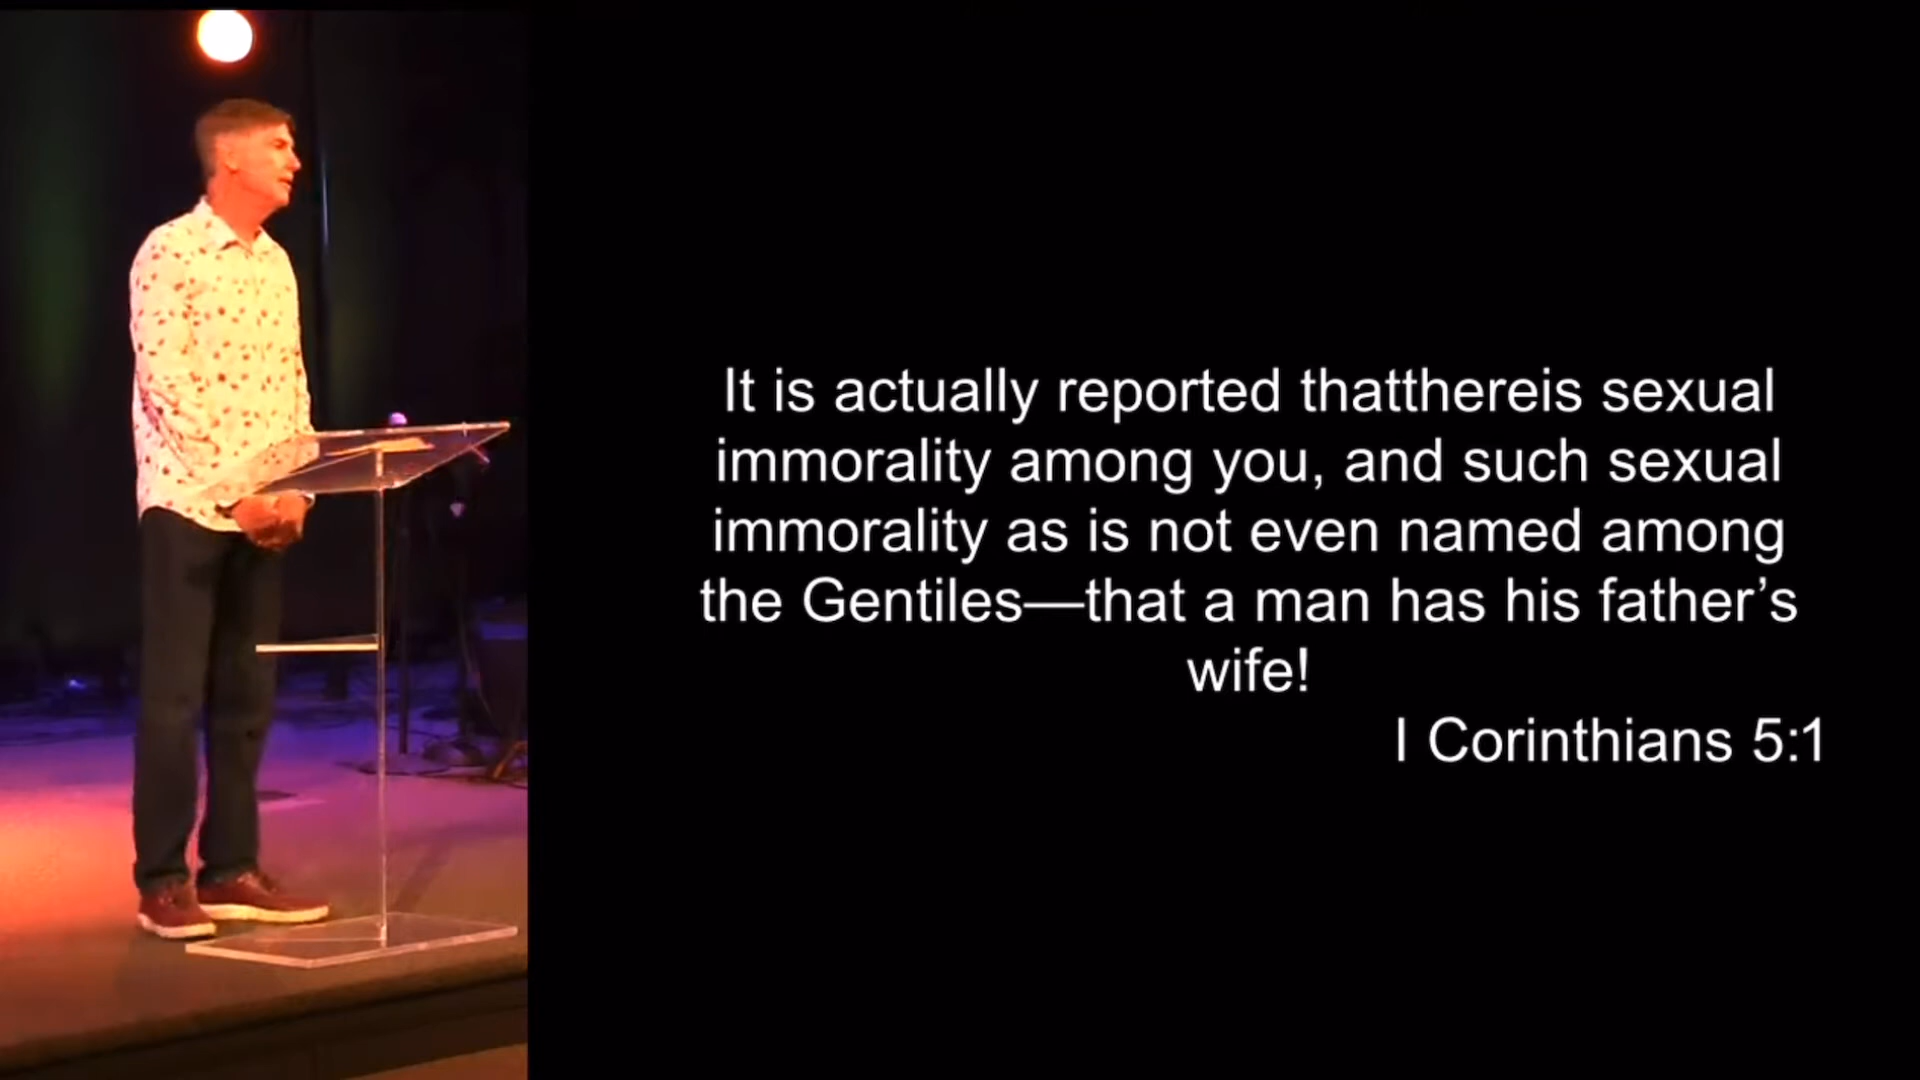 It is actually reported thatthereis sexual
immorality among you, and such sexual
immorality as is not even named among
the Gentiles—that a man has his father’s
wife!
I Corinthians 5:1